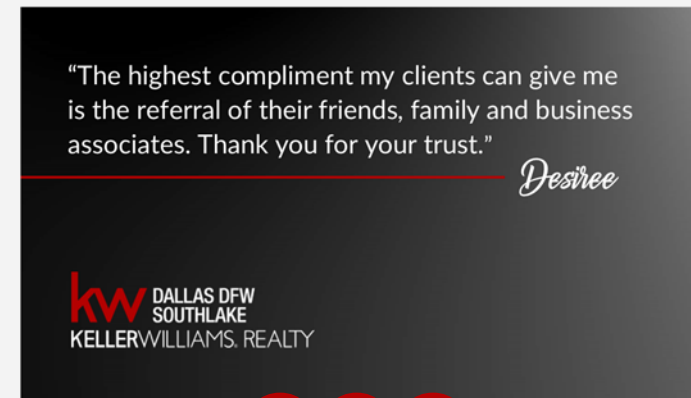 “The highest compliment my clients can give me
is the referral of their friends, family and business
associates. Thank you for your trust.”
Desiree
kw DALLAS DFW
SOUTHLAKE
KELLERWILLIAMS. REALTY